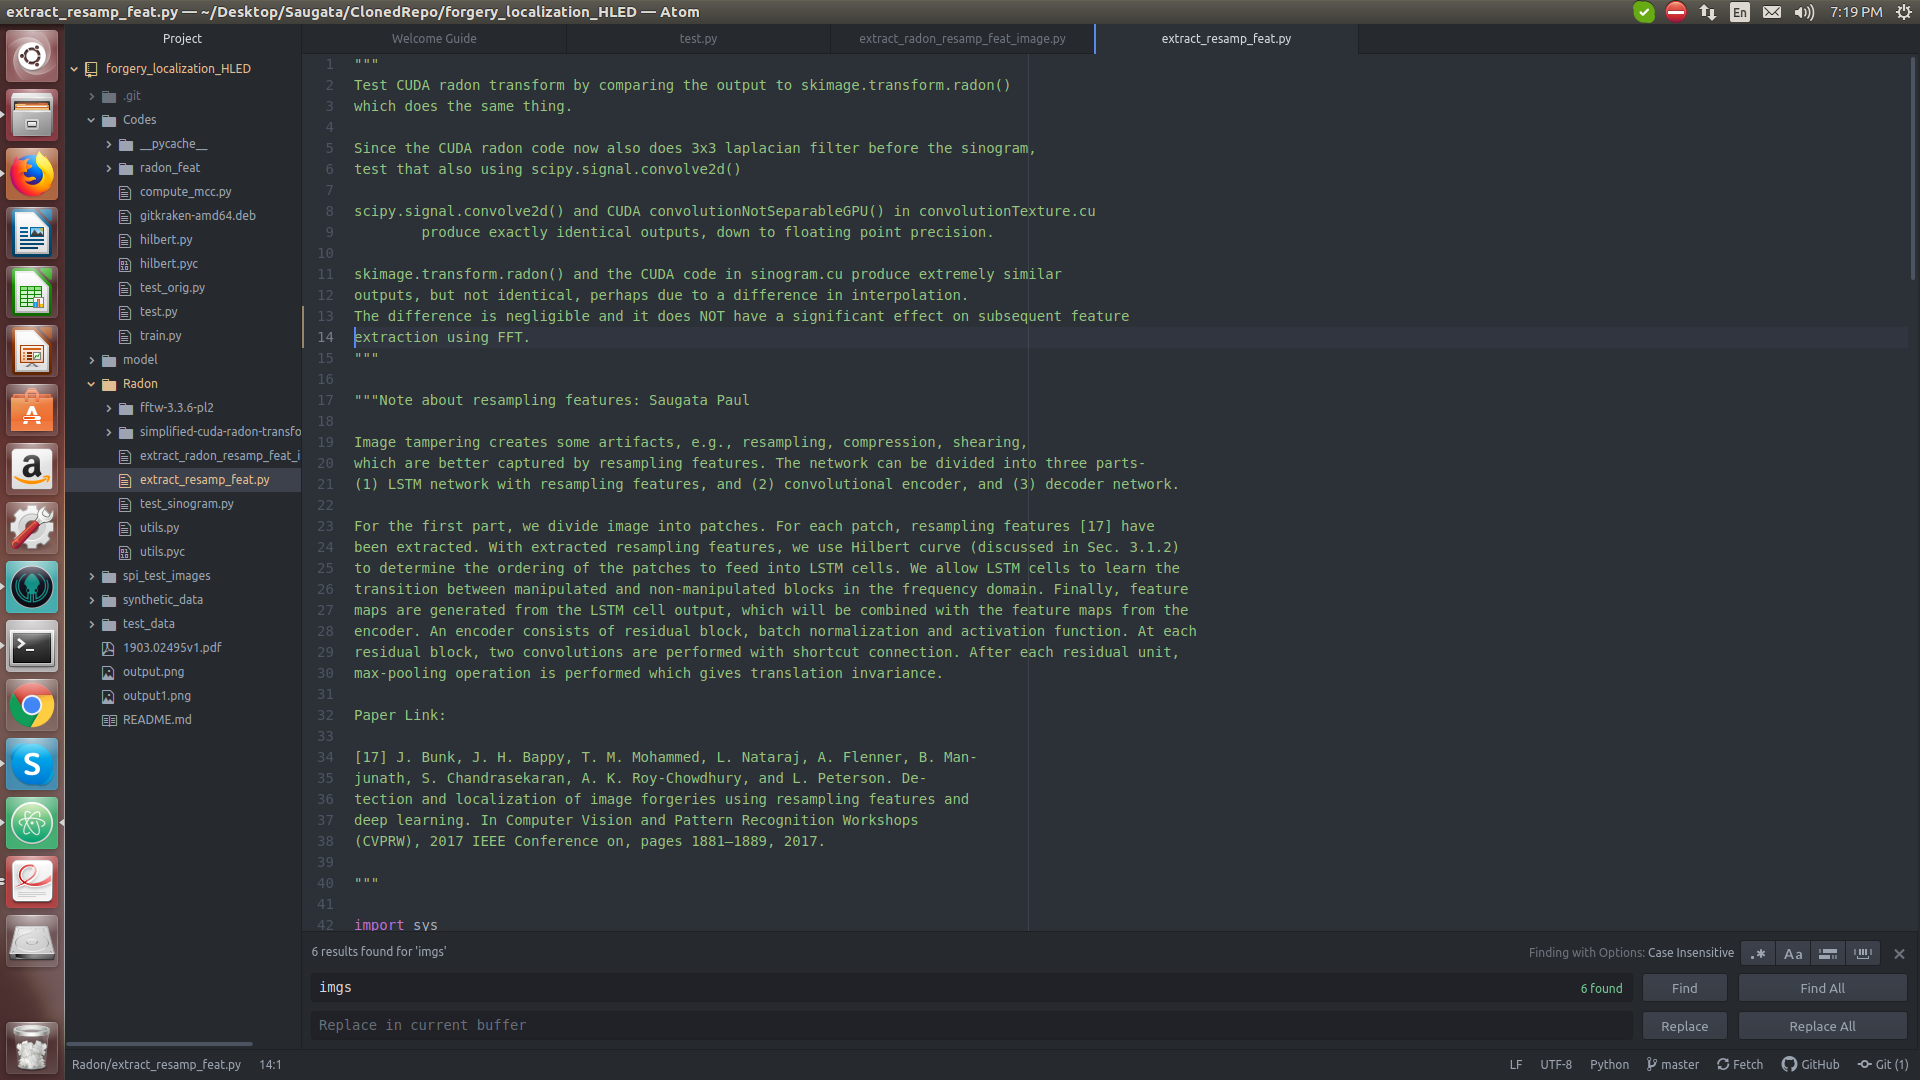 extract_resamp_feat.py — ~/Desktop/Saugata/ClonedRepo/forgery_localization_HLED — Atom
En
7:19 PM
Project
Welcome Guide
test.py
extract_radon_resamp_feat_image.py
extract_resamp_feat.py
forgery_localization_HLED
.git
Codes
__pycache__
radon_feat
compute_mcc.py
gitkraken-amd64.deb
hilbert.py
hilbert.pyc
test_orig.py
test.py
train.py
model
Radon
fftw-3.3.6-pl2
simplified-cuda-radon-transfo
extract_radon_resamp_feat_i
extract_resamp_feat.py
test_sinogram.py
utils.py
utils.pyc
spi_test_images
synthetic_data
test_data
1903.02495v1.pdf
output.png
output1.png
README.md
1 """
2 Test CUDA radon transform by comparing the output to skimage.transform.radon()
3 which does the same thing.
4
5 Since the CUDA radon code now also does 3x3 laplacian filter before the sinogram,
6 test that also using scipy.signal.convolve2d()
7
8 scipy.signal.convolve2d() and CUDA convolutionNotSeparableGPU() in convolutionTexture.cu
9 produce exactly identical outputs, down to floating point precision.
10
11 skimage.transform.radon() and the CUDA code in sinogram.cu produce extremely similar
12 outputs, but not identical, perhaps due to a difference in interpolation.
13 The difference is negligible and it does NOT have a significant effect on subsequent feature
14 extraction using FFT.
15 """
16
17 """Note about resampling features: Saugata Paul
18
19 Image tampering creates some artifacts, e.g., resampling, compression, shearing,
20 which are better captured by resampling features. The network can be divided into three parts-
21 (1) LSTM network with resampling features, and (2) convolutional encoder, and (3) decoder network.
22
23 For the first part, we divide image into patches. For each patch, resampling features [17] have
24 been extracted. With extracted resampling features, we use Hilbert curve (discussed in Sec. 3.1.2)
25 to determine the ordering of the patches to feed into LSTM cells. We allow LSTM cells to learn the
26 transition between manipulated and non-manipulated blocks in the frequency domain. Finally, feature
27 maps are generated from the LSTM cell output, which will be combined with the feature maps from the
28 encoder. An encoder consists of residual block, batch normalization and activation function. At each
29 residual block, two convolutions are performed with shortcut connection. After each residual unit,
30 max-pooling operation is performed which gives translation invariance.
31
32 Paper Link:
33
34 [17] J. Bunk, J. H. Bappy, T. M. Mohammed, L. Nataraj, A. Flenner, B. Man-
35 junath, S. Chandrasekaran, A. K. Roy-Chowdhury, and L. Peterson. De-
36 tection and localization of image forgeries using resampling features and
37 deep learning. In Computer Vision and Pattern Recognition Workshops
38 (CVPRW), 2017 IEEE Conference on, pages 1881–1889, 2017.
39
40 """
41
42 import sys
6 results found for 'imgs'
Finding with Options: Case Insensitive
.*
Aa
imgs
6 found
Find
Find All
Replace in current buffer
Replace
Replace All
Radon/extract_resamp_feat.py
14:1
LF
UTF-8
Python
master
Fetch
GitHub
Git (1)